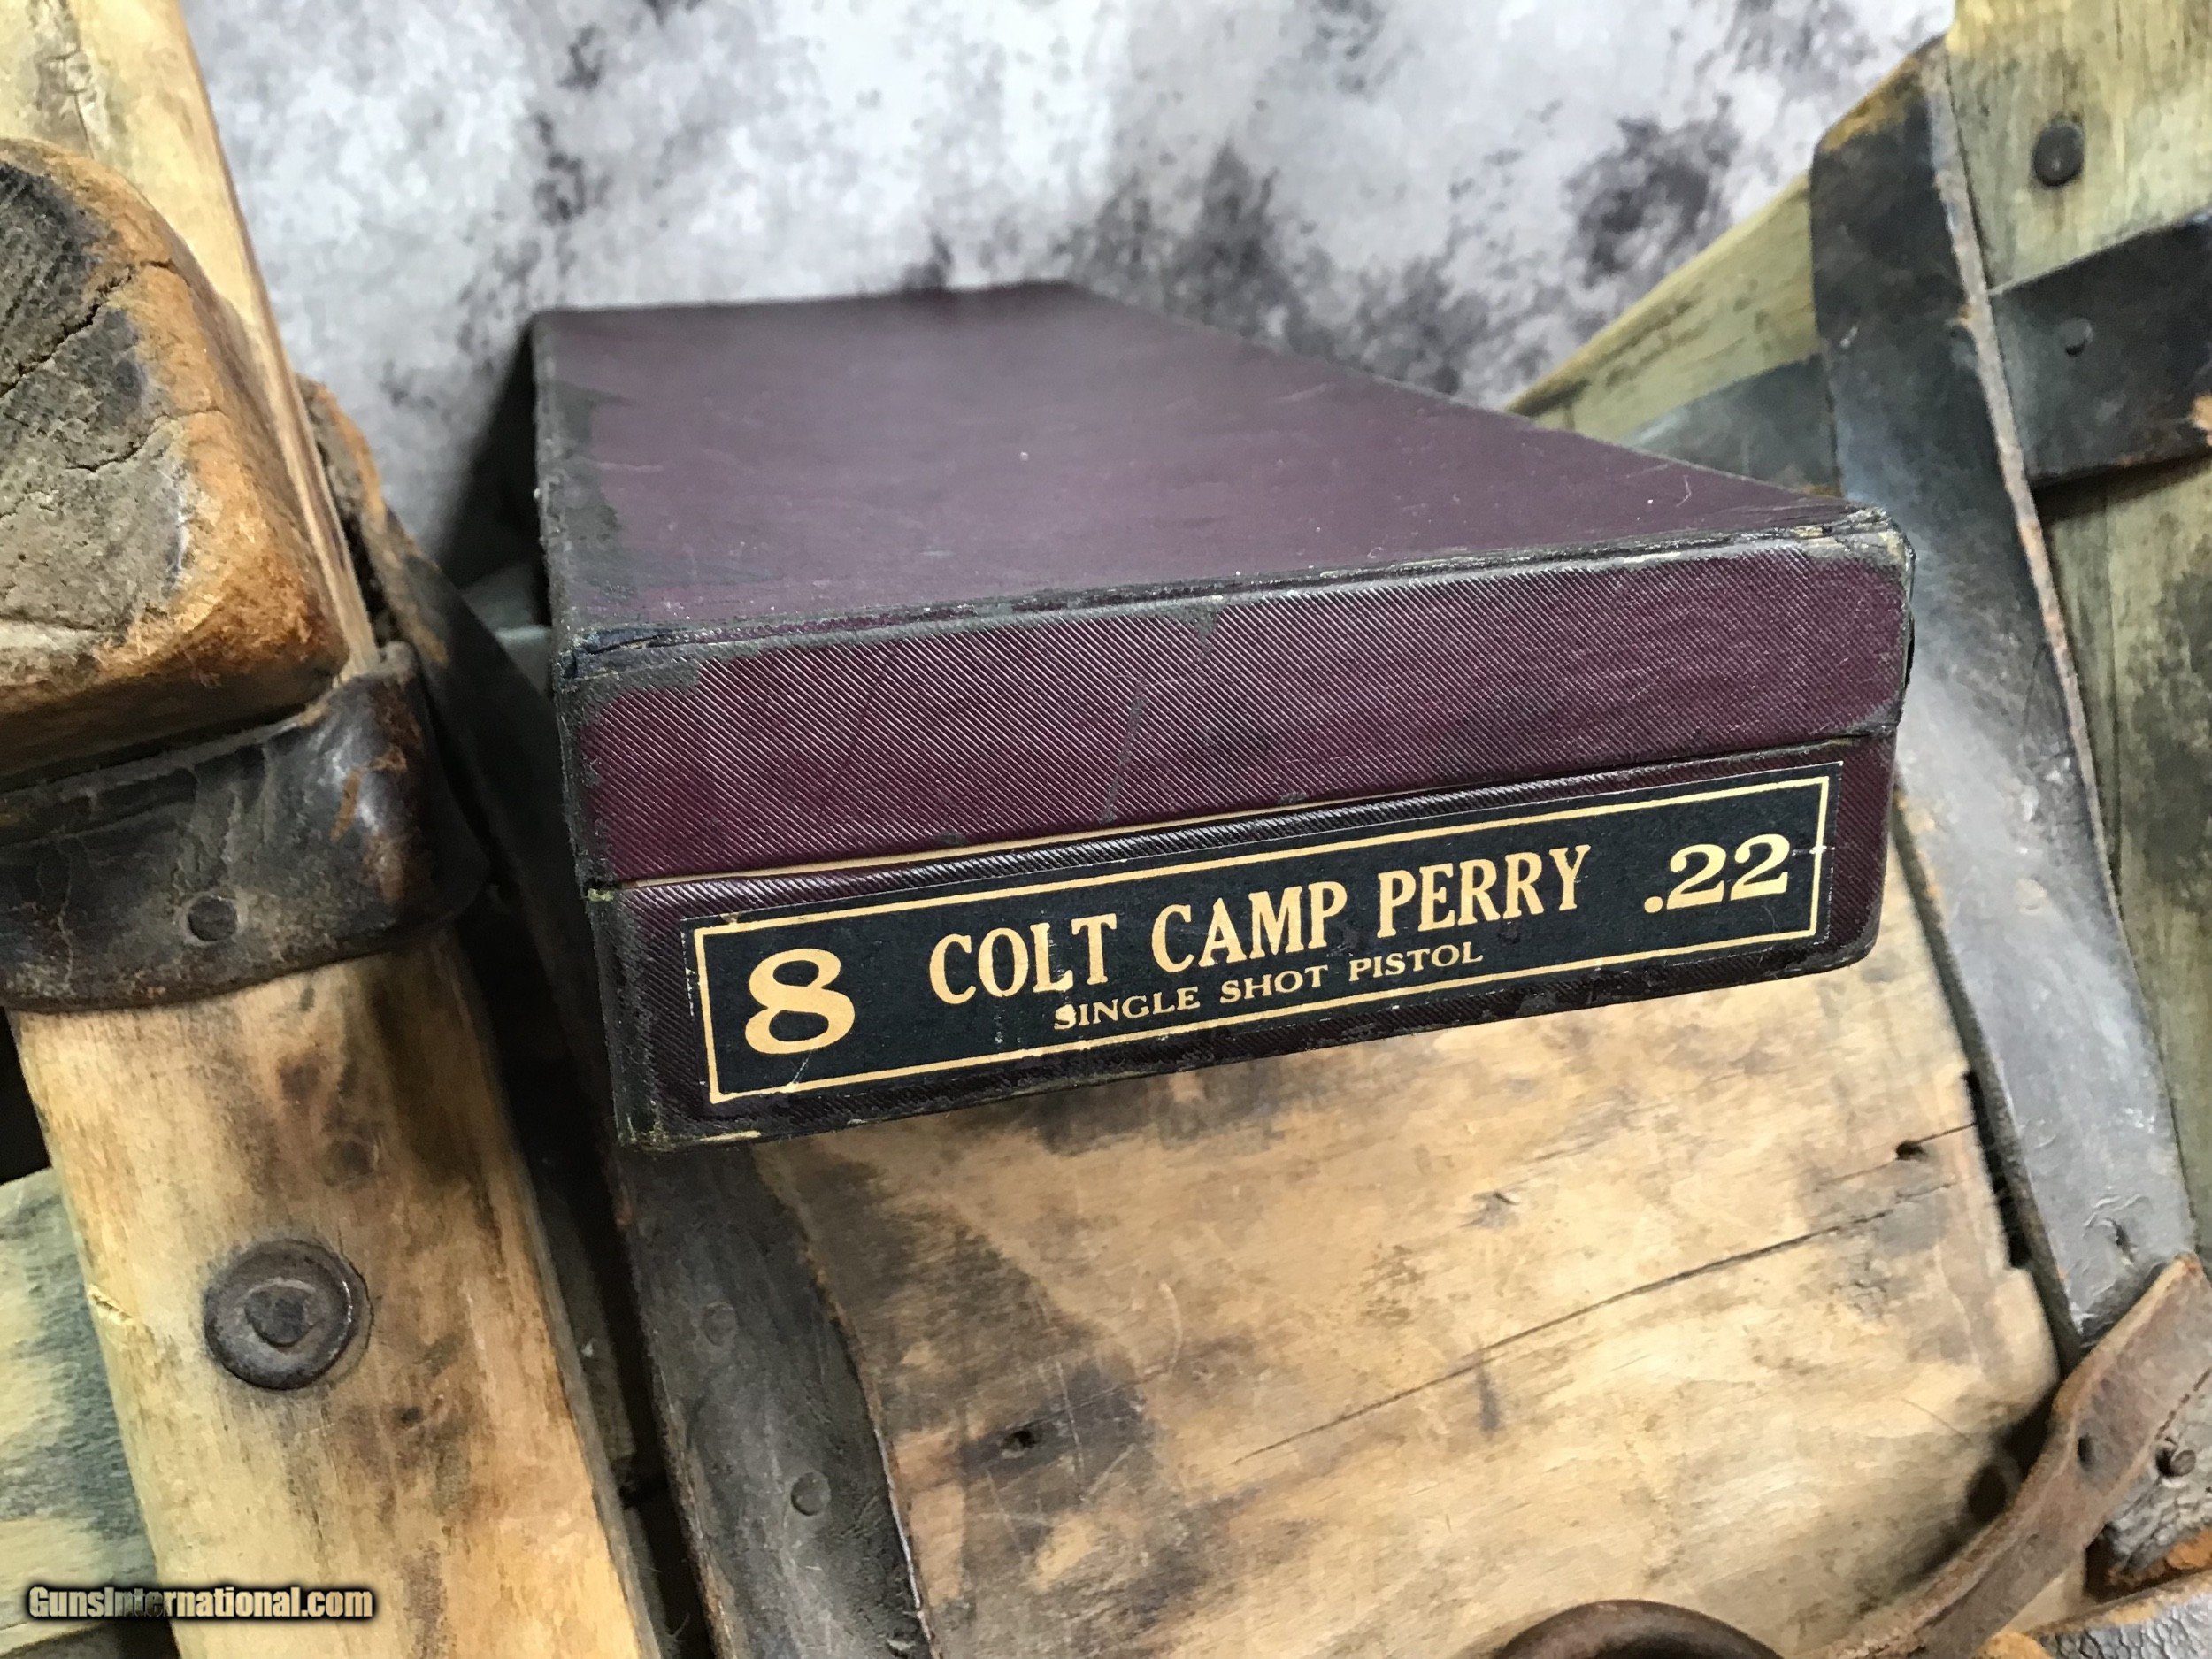 8 COLT CAMP PERRY .22
SINGLE SHOT PISTOL
GunsInternational.com